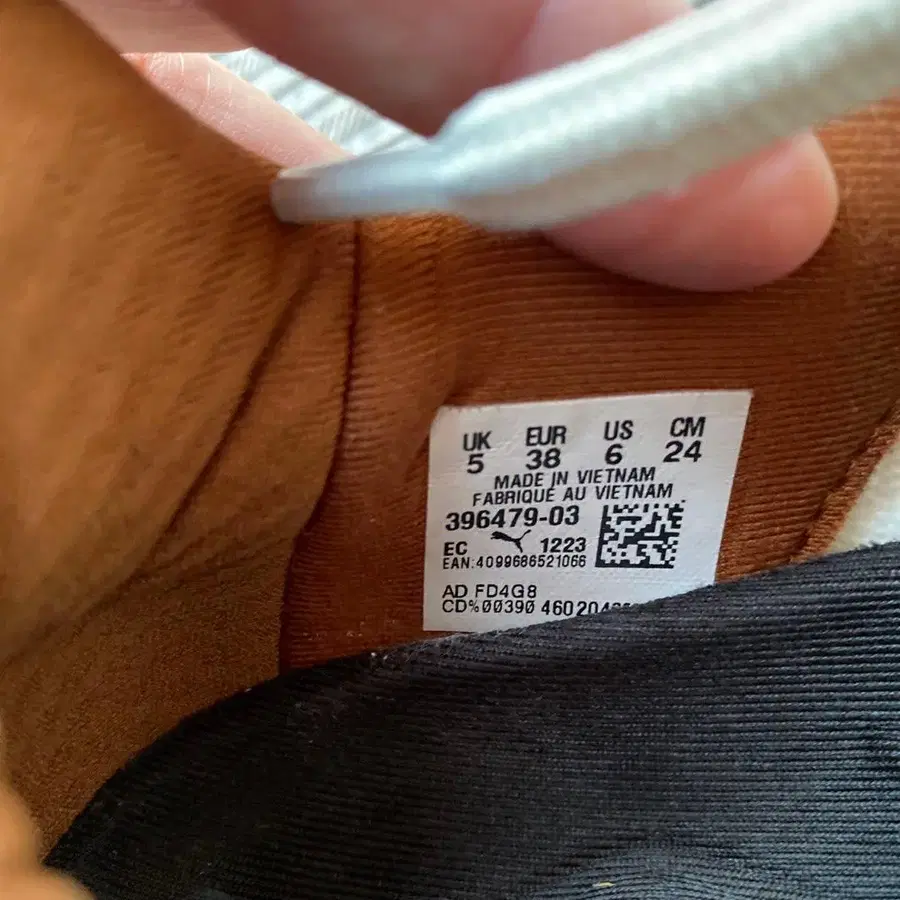 UK EUR US CM
5 38 6 24
MADE IN VIETNAM
FABRIQUÉ AU VIETNAM
396479-03
EC 1223
EAN:4099686521066
AD FD4G8
CD%00390